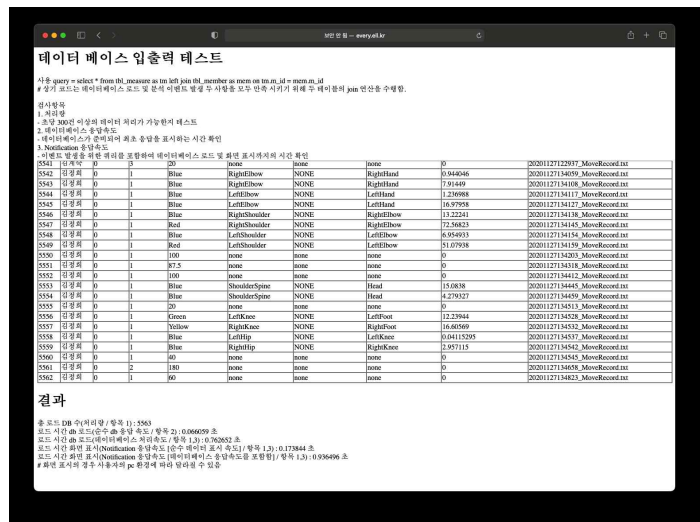 보안 안 됨 — every.ell.kr
데이터 베이스 입출력 테스트
사용 query = select * from tbl_measure as tm left join tbl_member as mem on tm.m_id = mem.m_id
# 상기 코드는 데이터베이스 로드 및 분석 이벤트 발생 두 사항을 모두 만족 시키기 위해 두 테이블의 join 연산을 수행함.
검사항목
1. 처리량
- 초당 300건 이상의 데이터 처리가 가능한지 테스트
2. 데이터베이스 응답속도
- 데이터베이스가 준비되어 최초 응답을 표시하는 시간 확인
3. Notification 응답속도
- 이벤트 발생을 위한 쿼리를 포함하여 데이터베이스 로드 및 화면 표시까지의 시간 확인
5541 0 3 20 none none none 0 20201127122937_MoveRecord.txt
5542 김정희 0 1 Blue RightElbow NONE RightHand 0.944046 20201127134059_MoveRecord.txt
5543 김정희 0 1 Blue RightElbow NONE RightHand 7.91449 20201127134108_MoveRecord.txt
5544 김정희 0 1 Blue LeftElbow NONE LeftHand 1.236988 20201127134117_MoveRecord.txt
5545 김정희 0 1 Blue LeftElbow NONE LeftHand 16.97958 20201127134127_MoveRecord.txt
5546 김정희 0 1 Blue RightShoulder NONE RightElbow 13.22241 20201127134138_MoveRecord.txt
5547 김정희 0 1 Red RightShoulder NONE RightElbow 72.56823 20201127134145_MoveRecord.txt
5548 김정희 0 1 Blue LeftShoulder NONE LeftElbow 6.954933 20201127134154_MoveRecord.txt
5549 김정희 0 1 Red LeftShoulder NONE LeftElbow 51.07938 20201127134159_MoveRecord.txt
5550 김정희 0 1 100 none none none 0 20201127134203_MoveRecord.txt
5551 김정희 0 1 87.5 none none none 0 20201127134318_MoveRecord.txt
5552 김정희 0 1 100 none none none 0 20201127134412_MoveRecord.txt
5553 김정희 0 1 Blue ShoulderSpine NONE Head 15.0838 20201127134445_MoveRecord.txt
5554 김정희 0 1 Blue ShoulderSpine NONE Head 4.279327 20201127134459_MoveRecord.txt
5555 김정희 0 1 20 none none none 0 20201127134513_MoveRecord.txt
5556 김정희 0 1 Green LeftKnee NONE LeftFoot 12.23944 20201127134528_MoveRecord.txt
5557 김정희 0 1 Yellow RightKnee NONE RightFoot 16.60569 20201127134532_MoveRecord.txt
5558 김정희 0 1 Blue LeftHip NONE LeftKnee 0.04115295 20201127134537_MoveRecord.txt
5559 김정희 0 1 Blue RightHip NONE RightKnee 2.957115 20201127134542_MoveRecord.txt
5560 김정희 0 1 40 none none none 0 20201127134545_MoveRecord.txt
5561 김정희 0 2 180 none none none 0 20201127134658_MoveRecord.txt
5562 김정희 0 1 60 none none none 0 20201127134823_MoveRecord.txt
결과
총 로드 DB 수(처리량 / 항목 1) : 5563
로드 시간 db 로드(순수 db 응답 속도 / 항목 2) : 0.066059 초
로드 시간 db 로드(데이터베이스 처리속도 / 항목 1,3) : 0.762652 초
로드 시간 화면 표시(Notification 응답속도 [순수 데이터 표시 속도] / 항목 1,3) : 0.173844 초
로드 시간 화면 표시(Notification 응답속도 [데이터베이스 응답속도를 포함함] / 항목 1,3) : 0.936496 초
# 화면 표시의 경우 사용자의 pc 환경에 따라 달라질 수 있음